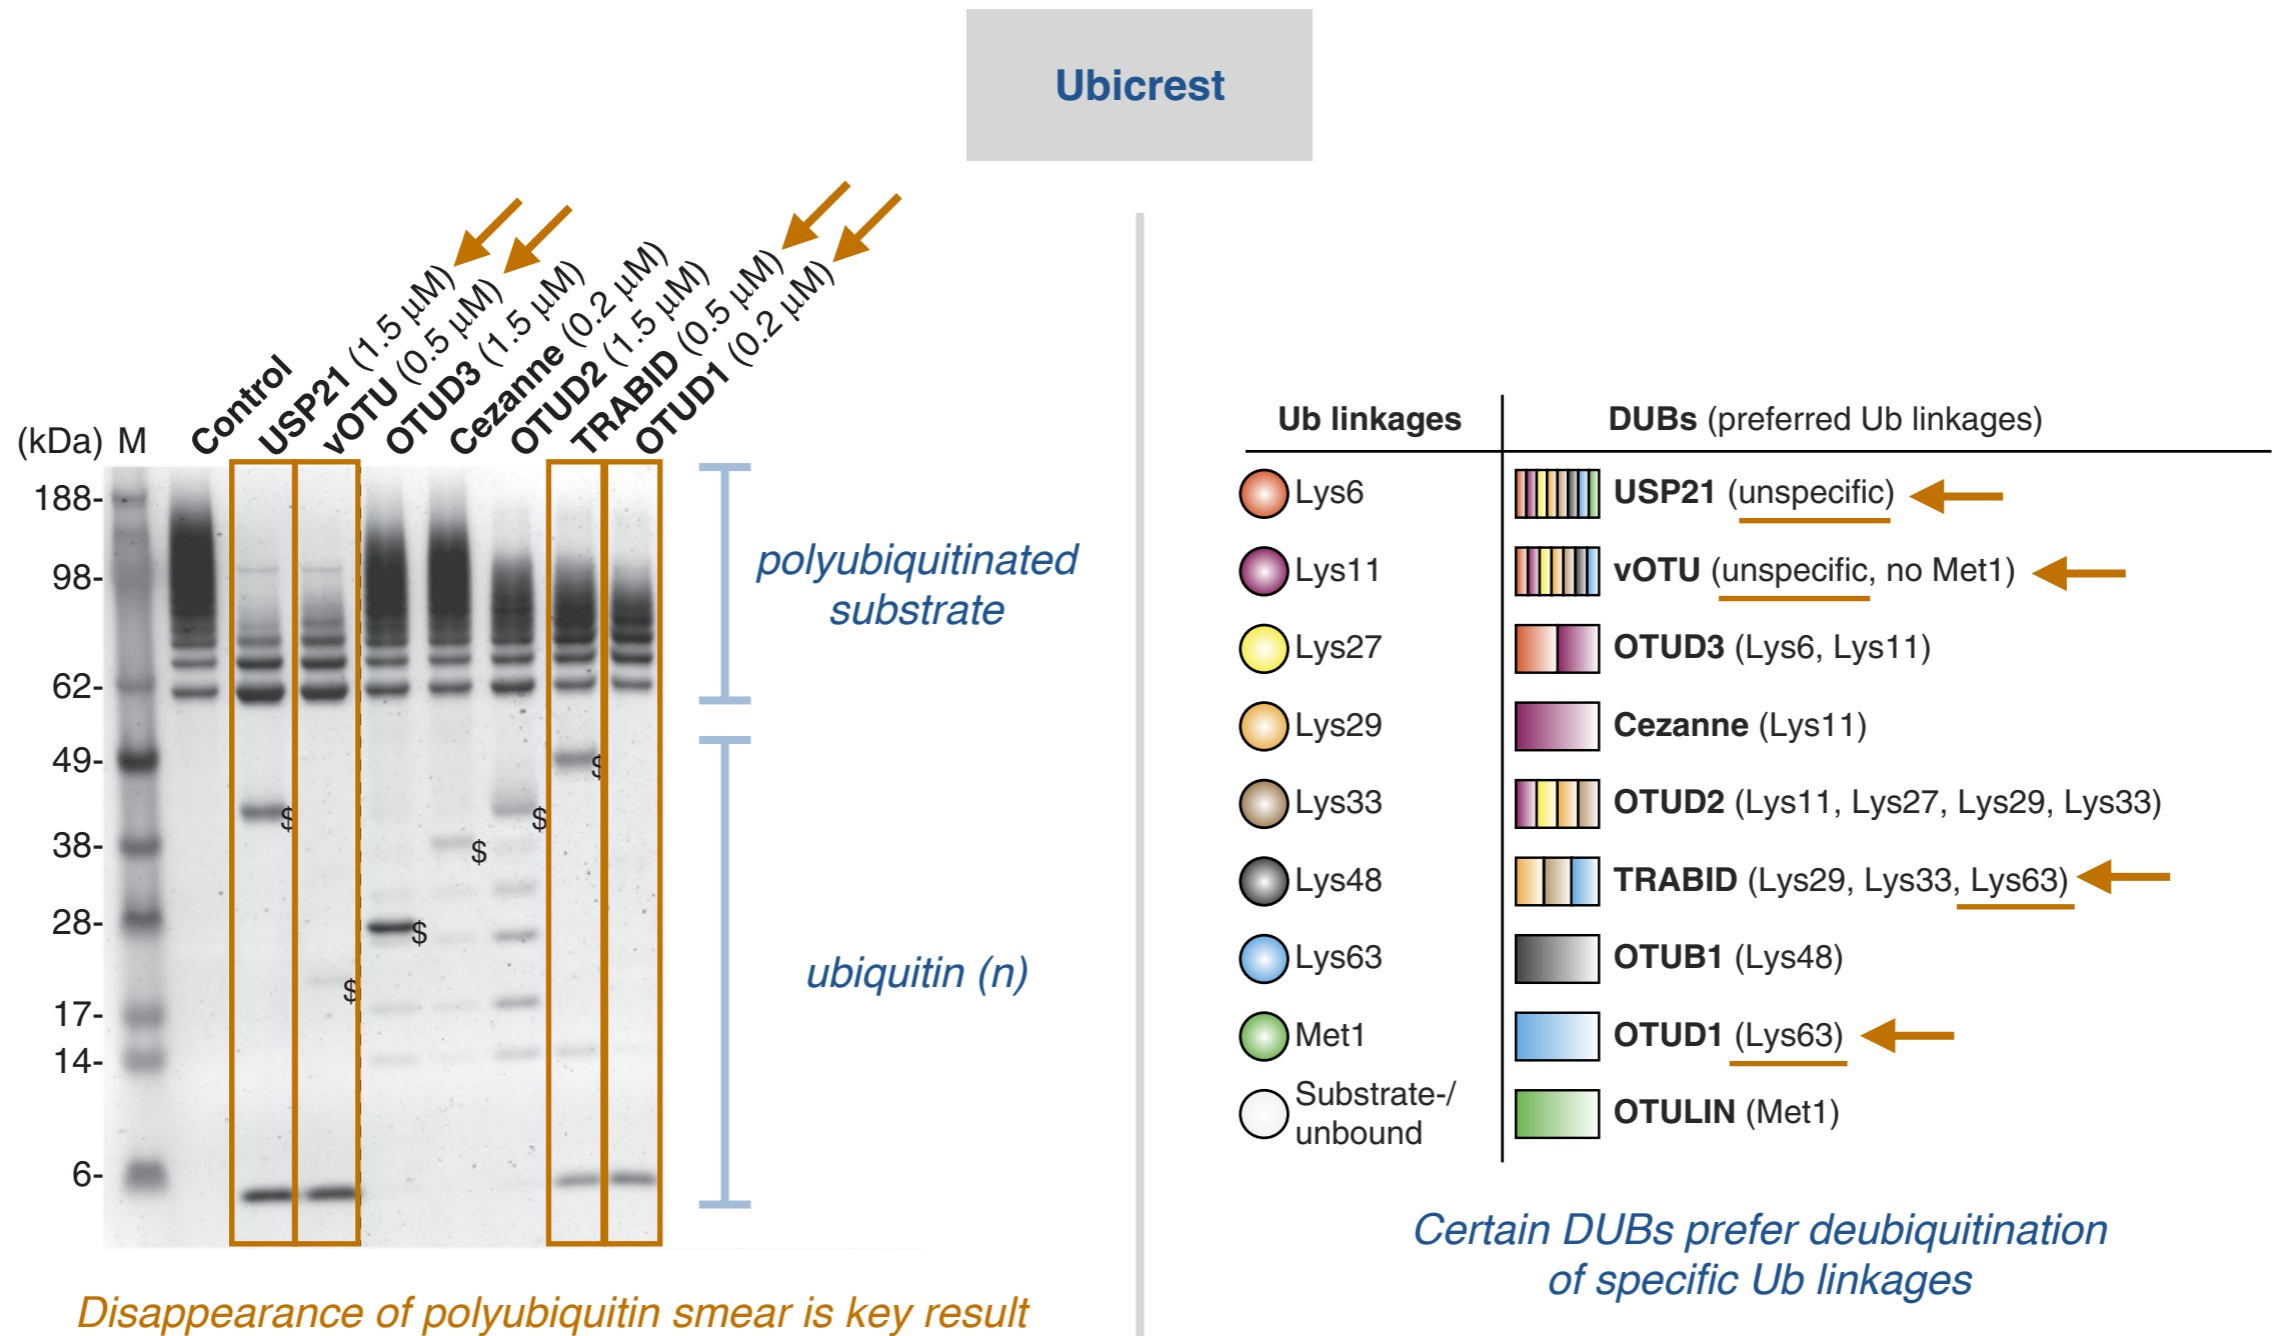 Ubicrest
(kDa) M
Control
USP21 (1.5 μM)
vOTU (0.5 μM)
OTUD3 (1.5 μM)
Cezanne (0.2 μM)
OTUD2 (1.5 μM)
TRABID (0.5 μM)
OTUD1 (0.2 μM)
188-
98-
62-
49-
38-
28-
17-
14-
6-
$
$
$
$
$
$
polyubiquitinated
substrate
ubiquitin (n)
Disappearance of polyubiquitin smear is key result
Ub linkages
DUBs (preferred Ub linkages)
Lys6
USP21 (unspecific)
Lys11
vOTU (unspecific, no Met1)
Lys27
OTUD3 (Lys6, Lys11)
Lys29
Cezanne (Lys11)
Lys33
OTUD2 (Lys11, Lys27, Lys29, Lys33)
Lys48
TRABID (Lys29, Lys33, Lys63)
Lys63
OTUB1 (Lys48)
Met1
OTUD1 (Lys63)
Substrate-/
unbound
OTULIN (Met1)
Certain DUBs prefer deubiquitination
of specific Ub linkages